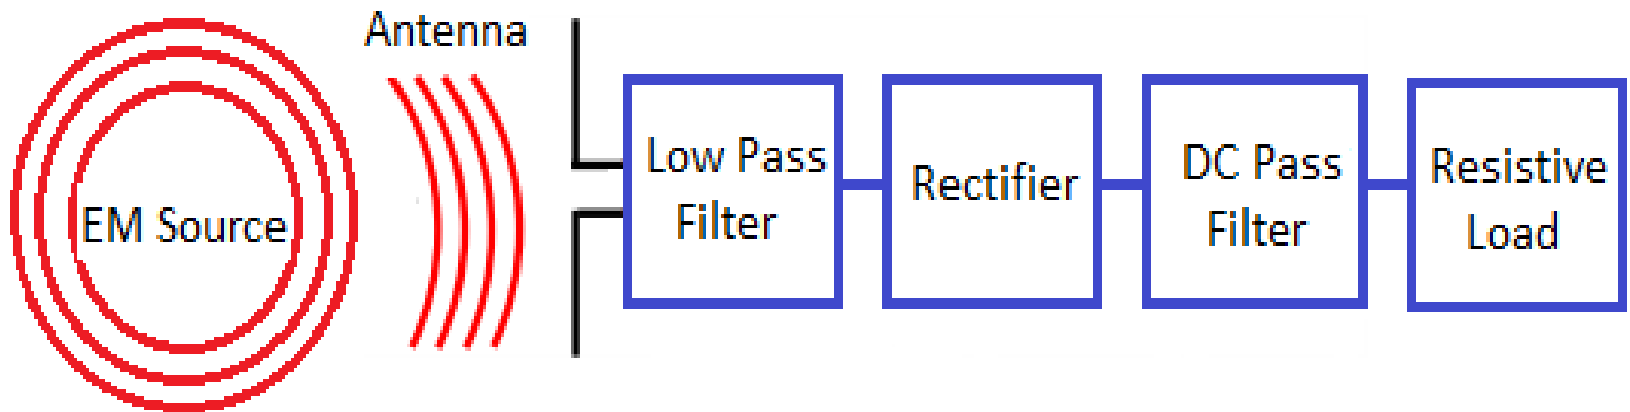 Antenna
EM Source
Low Pass
Filter
Rectifier
DC Pass
Filter
Resistive
Load